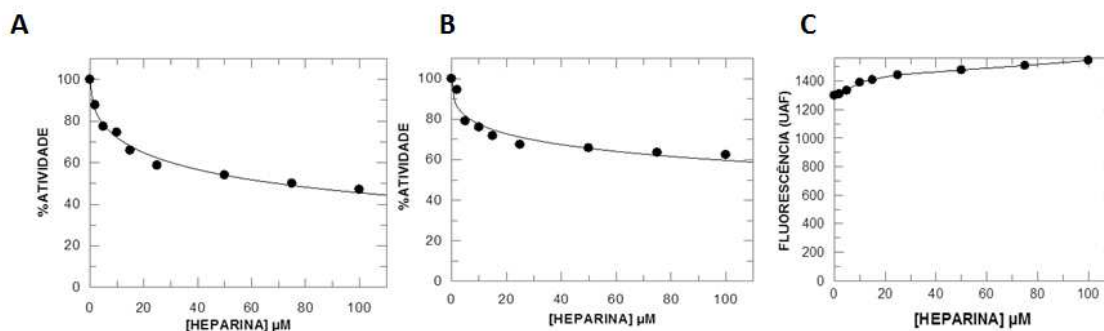 A
B
C
100
80
60
40
20
0
%ATIVIDADE
0 20 40 60 80 100
[HEPARINA] µM
100
80
60
40
20
0
%ATIVIDADE
0 20 40 60 80 100
[HEPARINA] µM
1400
1200
1000
800
600
400
200
0
FLUORESCÊNCIA (UAF)
0 20 40 60 80 100
[HEPARINA] µM